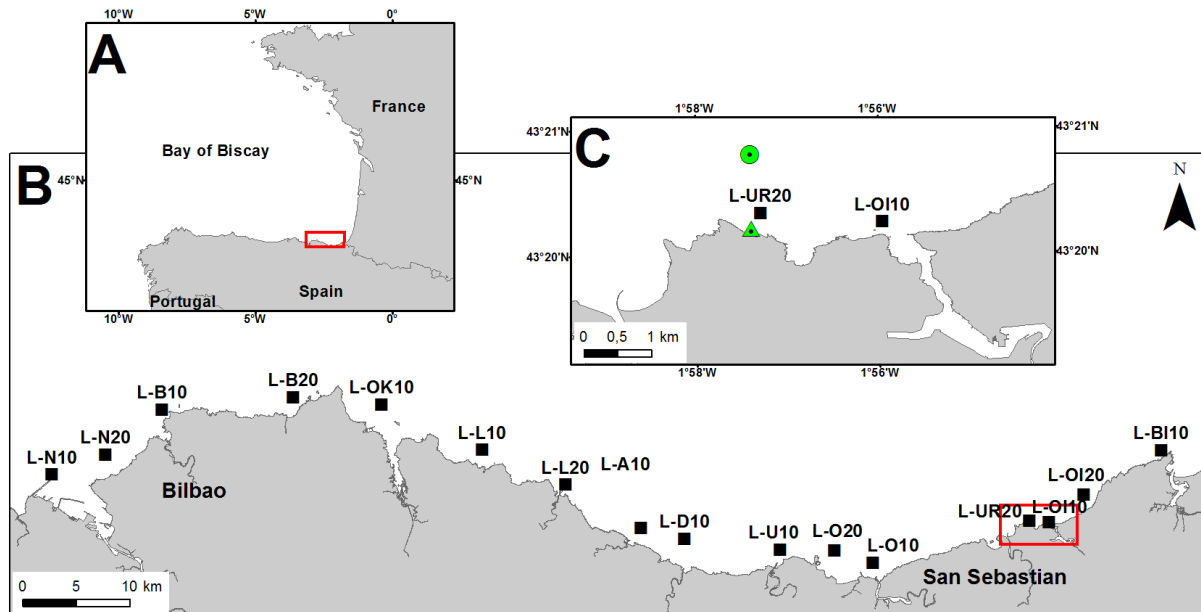 10°W 5°W 0°
A
France
Bay of Biscay
45°N 45°N
Spain
Portugal
10°W 5°W 0°
1°58'W 1°56'W
43°21'N 43°21'N
C
L-UR20
L-OI10
43°20'N 43°20'N
0 0,5 1 km
1°58'W 1°56'W
B
N
L-B20
L-OK10
L-B10
L-N20
L-L10
L-BI10
L-N10
L-L20 L-A10
L-OI20
Bilbao
L-UR20 L-OI10
L-D10
L-U10 L-O20
L-O10
San Sebastian
0 5 10 km